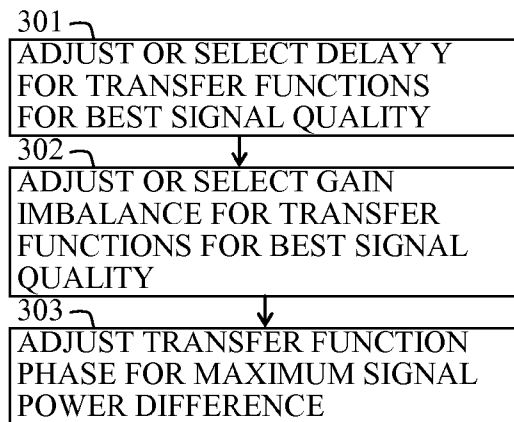 301
ADJUST OR SELECT DELAY Y
FOR TRANSFER FUNCTIONS
FOR BEST SIGNAL QUALITY
302
ADJUST OR SELECT GAIN
IMBALANCE FOR TRANSFER
FUNCTIONS FOR BEST SIGNAL
QUALITY
303
ADJUST TRANSFER FUNCTION
PHASE FOR MAXIMUM SIGNAL
POWER DIFFERENCE